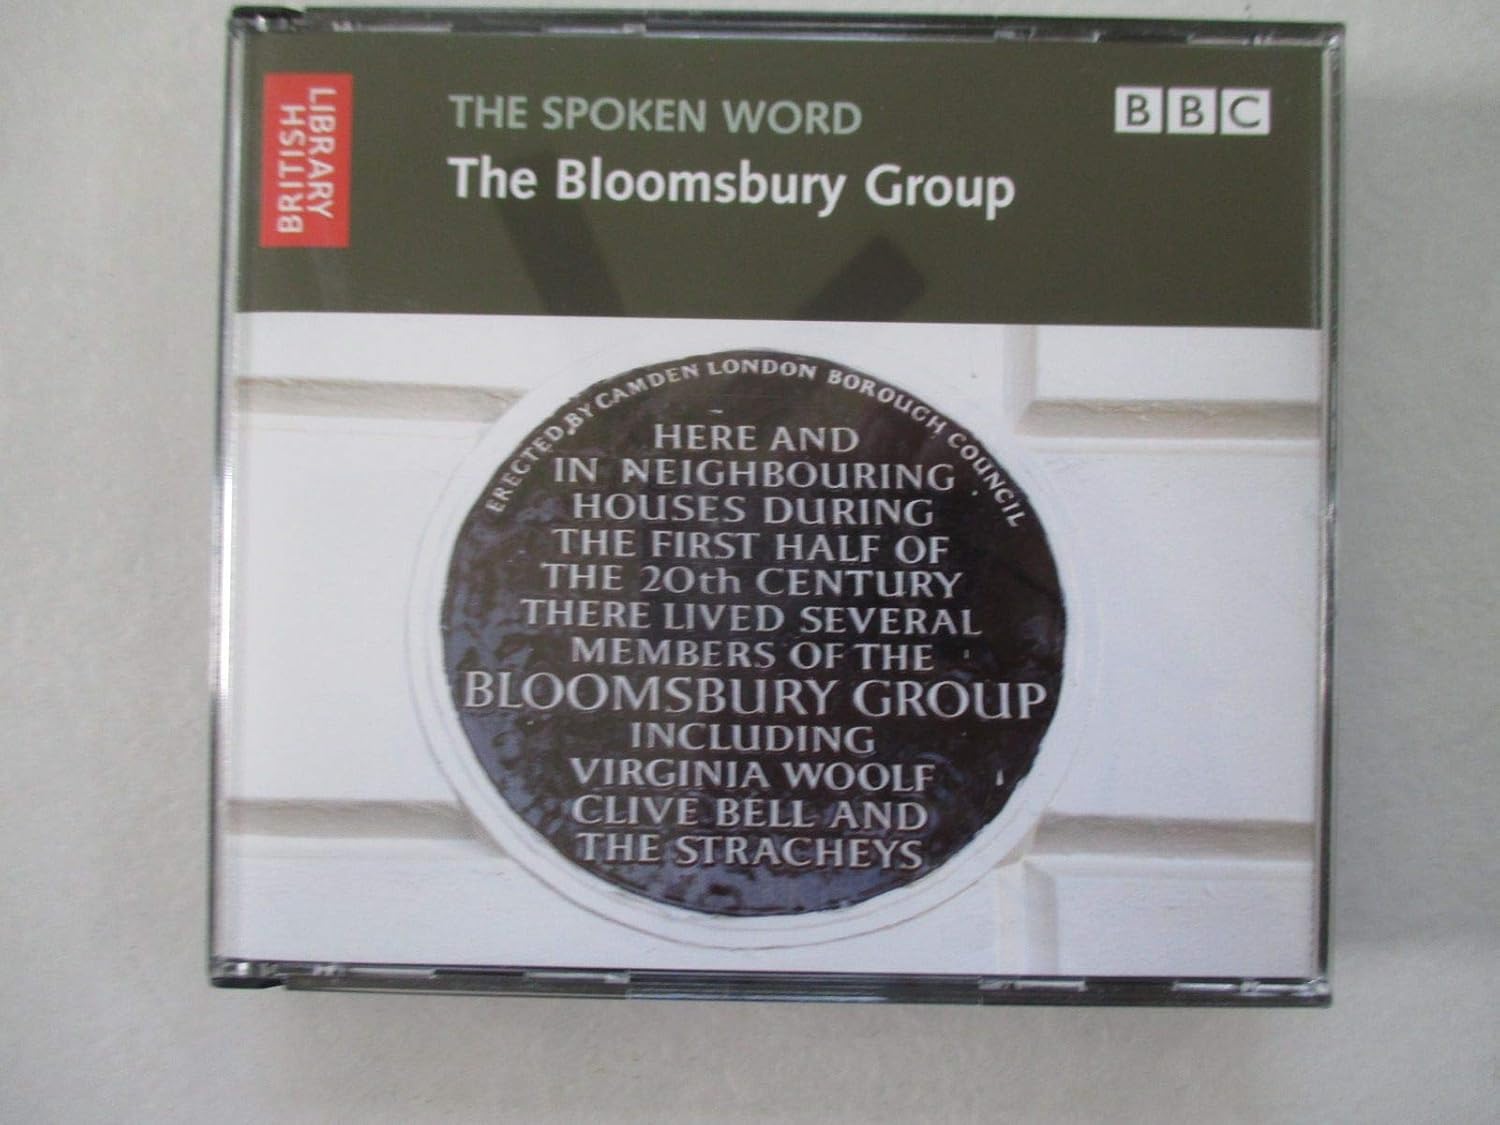 BRITISH
LIBRARY
THE SPOKEN WORD
The Bloomsbury Group
BBC
ERECTED BY CAMDEN LONDON BOROUGH COUNCIL
HERE AND
IN NEIGHBOURING
HOUSES DURING
THE FIRST HALF OF
THE 20th CENTURY
THERE LIVED SEVERAL
MEMBERS OF THE
BLOOMSBURY GROUP
INCLUDING
VIRGINIA WOOLF
CLIVE BELL AND
THE STRACHEYS